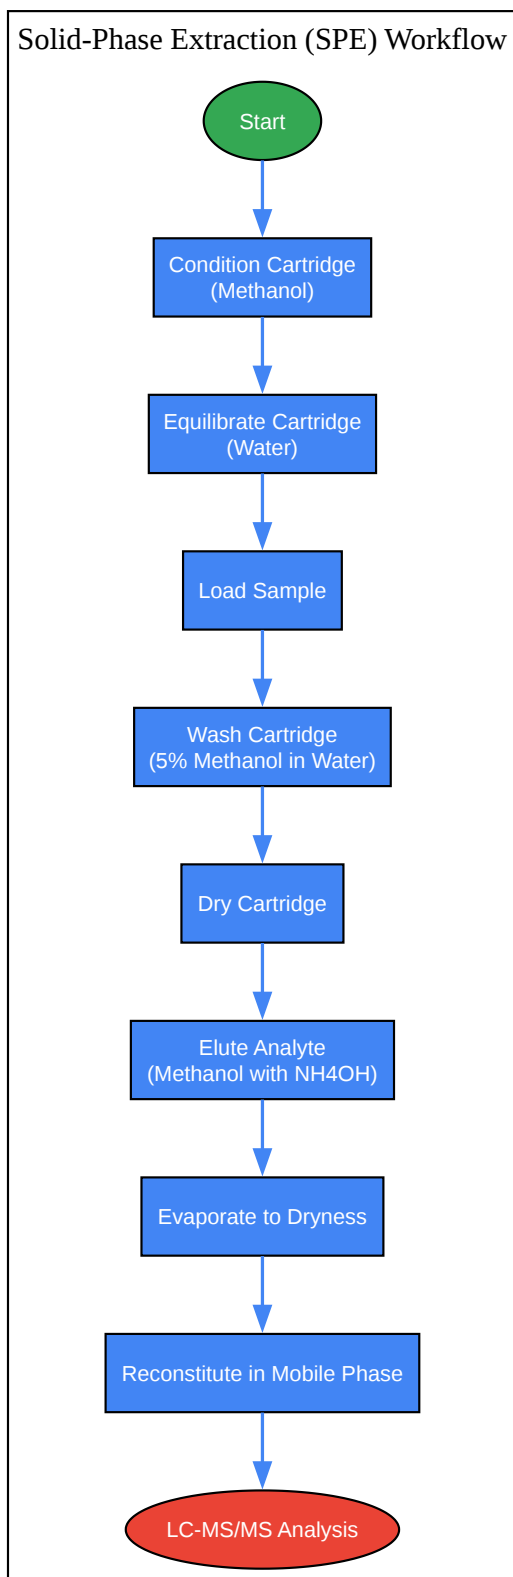 Solid-Phase Extraction (SPE) Workflow
Start
Condition Cartridge
(Methanol)
Equilibrate Cartridge
(Water)
Load Sample
Wash Cartridge
(5% Methanol in Water)
Dry Cartridge
Elute Analyte
(Methanol with NH4OH)
Evaporate to Dryness
Reconstitute in Mobile Phase
LC-MS/MS Analysis